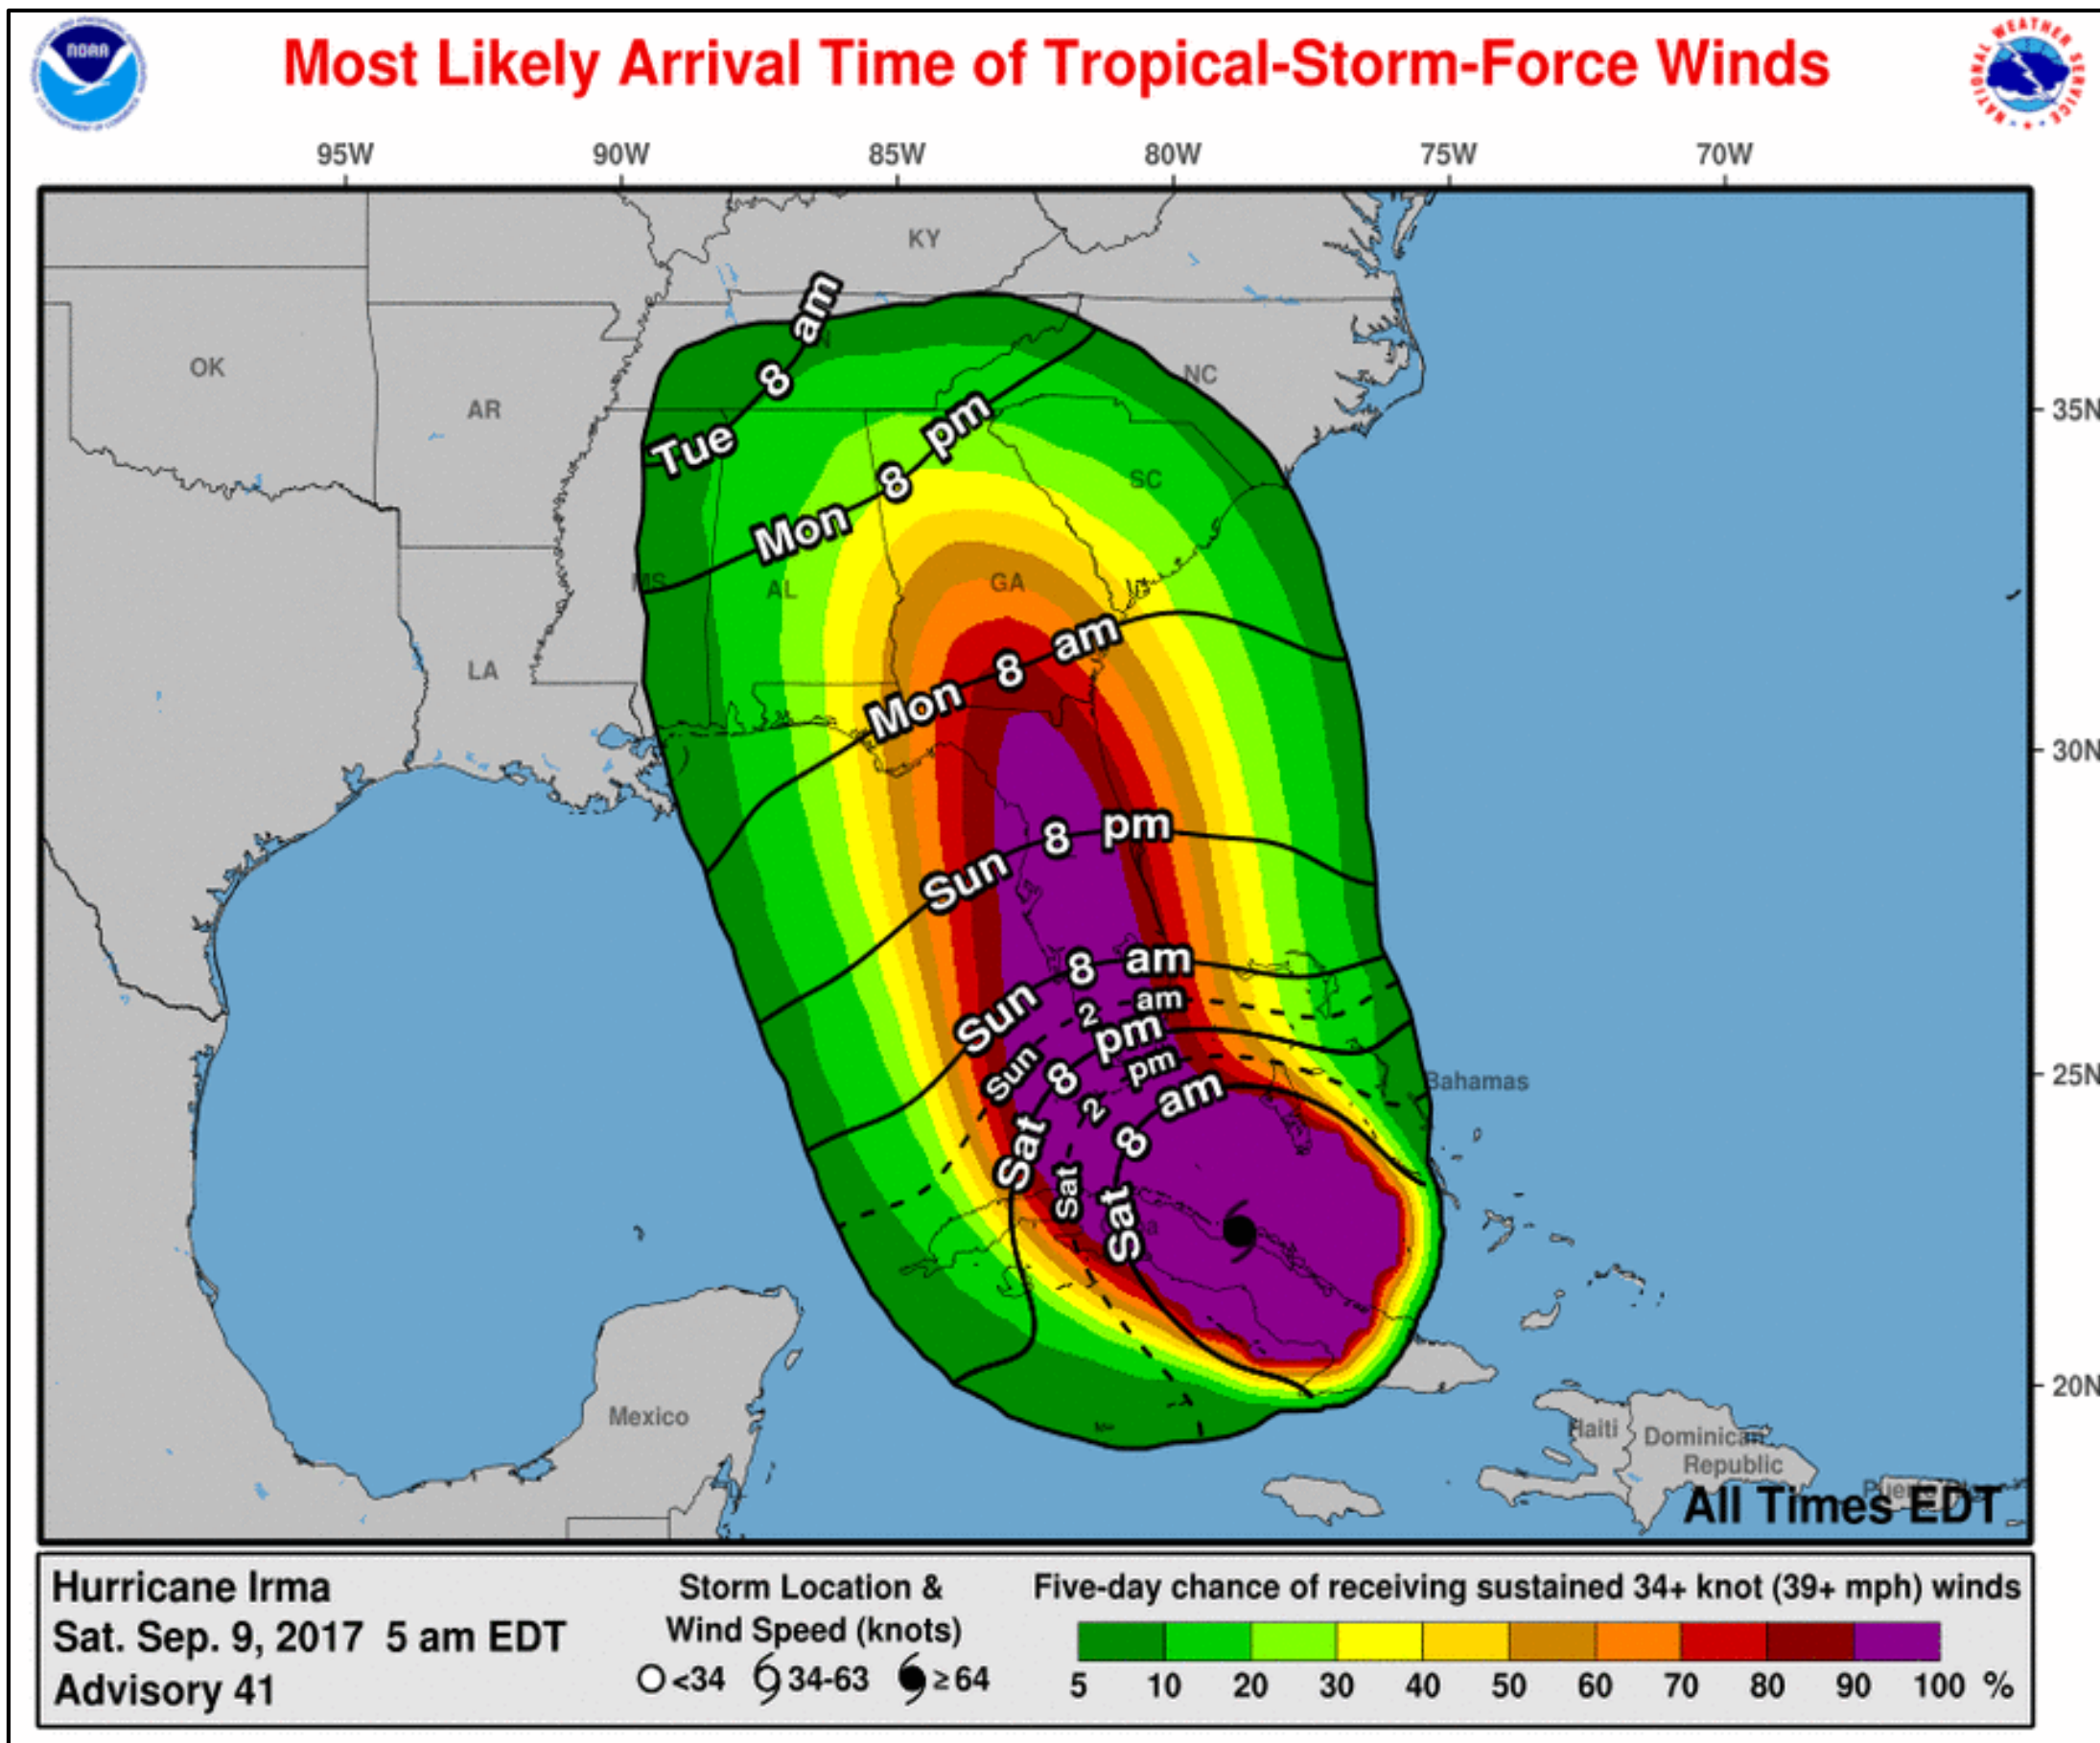 NOAA
Most Likely Arrival Time of Tropical-Storm-Force Winds
NATIONAL WEATHER SERVICE
95W 90W 85W 80W 75W 70W
KY
am
OK
NC
35N
8
AR
pm
Tue
8
SC
Mon
MS
AL
GA
am
LA
8
Mon
30N
8 pm
Sun
8 am
2 am
Sun
pm
Sun
8
pm
25N
Bahamas
am
2
8
Sat
Sat
Sat
20N
Mexico
Haiti
Dominican
Republic
All Times EDT
Hurricane Irma
Sat. Sep. 9, 2017 5 am EDT
Advisory 41
Storm Location &
Wind Speed (knots)
<34 34-63 ≥64
Five-day chance of receiving sustained 34+ knot (39+ mph) winds
5 10 20 30 40 50 60 70 80 90 100 %